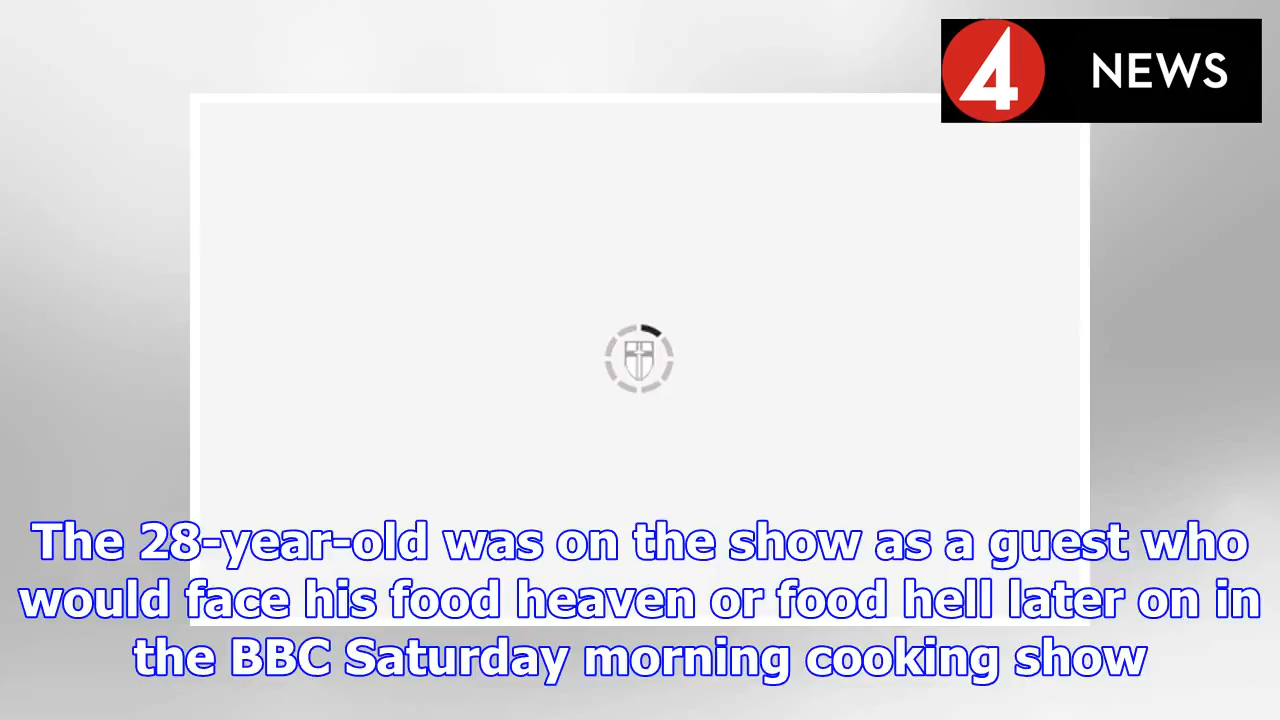 4 NEWS
The 28-year-old was on the show as a guest who
would face his food heaven or food hell later on in
the BBC Saturday morning cooking show